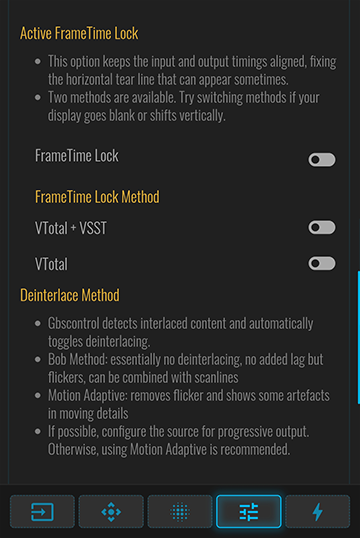 Active FrameTime Lock
This option keeps the input and output timings aligned, fixing
the horizontal tear line that can appear sometimes.
Two methods are available. Try switching methods if your
display goes blank or shifts vertically.
FrameTime Lock
FrameTime Lock Method
VTotal + VSST
VTotal
Deinterlace Method
Gbscontrol detects interlaced content and automatically
toggles deinterlacing.
Bob Method: essentially no deinterlacing, no added lag but
flickers, can be combined with scanlines
Motion Adaptive: removes flicker and shows some artefacts
in moving details
If possible, configure the source for progressive output.
Otherwise, using Motion Adaptive is recommended.